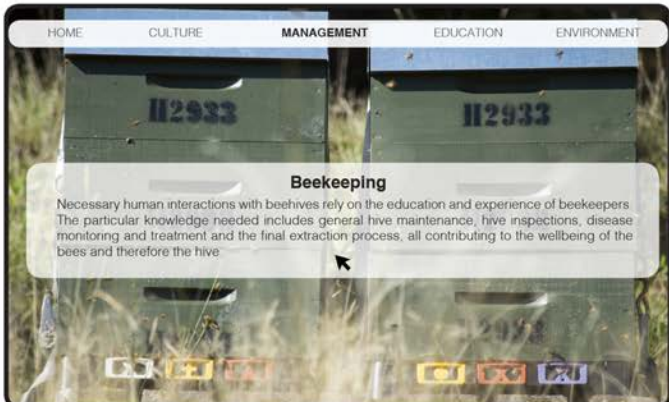 HOME CULTURE MANAGEMENT EDUCATION ENVIRONMENT
H2933 H2933
Beekeeping
Necessary human interactions with beehives rely on the education and experience of beekeepers
The particular knowledge needed includes general hive maintenance, hive inspections, disease
monitoring and treatment and the final extraction process, all contributing to the wellbeing of the
bees and therefore the hive